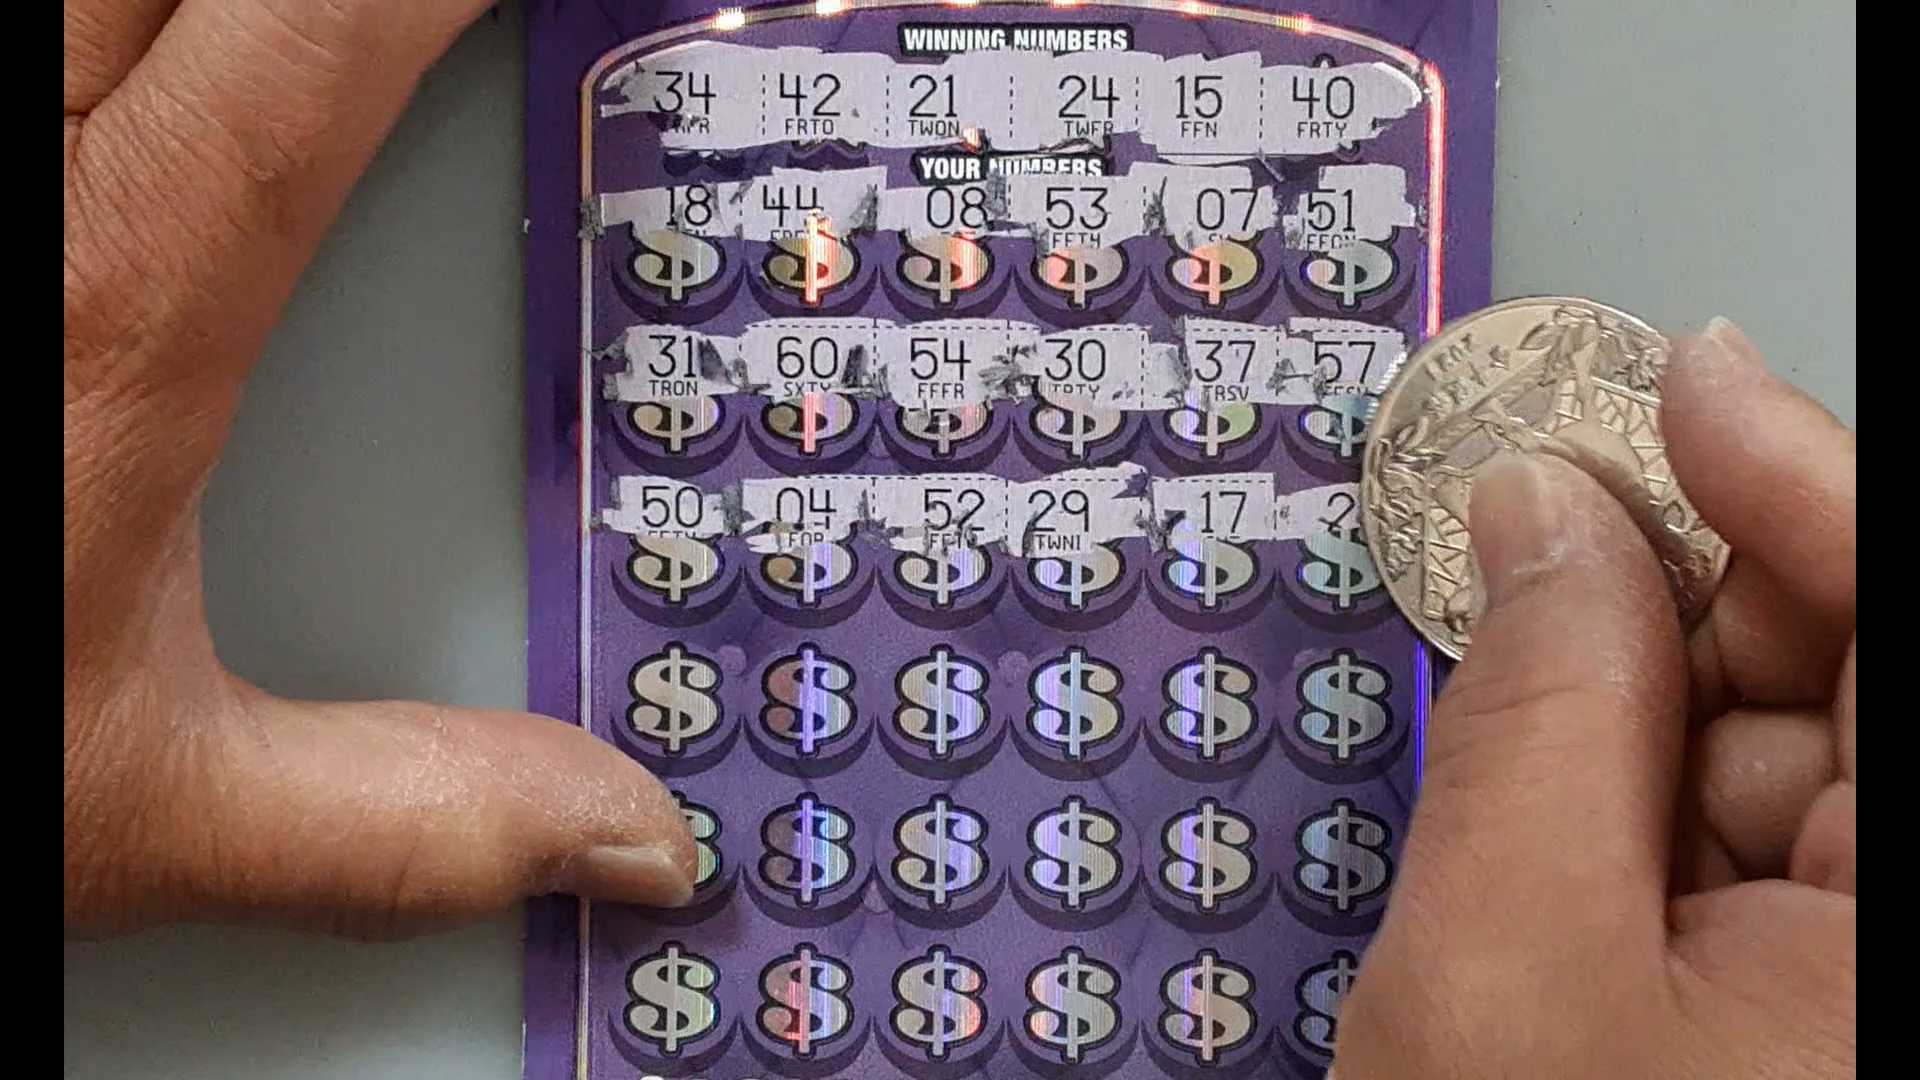 WINNING NUMBERS
34 42 21 24 15 40
FRTO TWON TWFR FFN FRTY
YOUR NUMBERS
18 44 08 53 07 51
FFTH
31 60 54 30 37 57
TRON SXTY FFFR TRTY TRSV
50 04 52 29 17
FOR TWNI